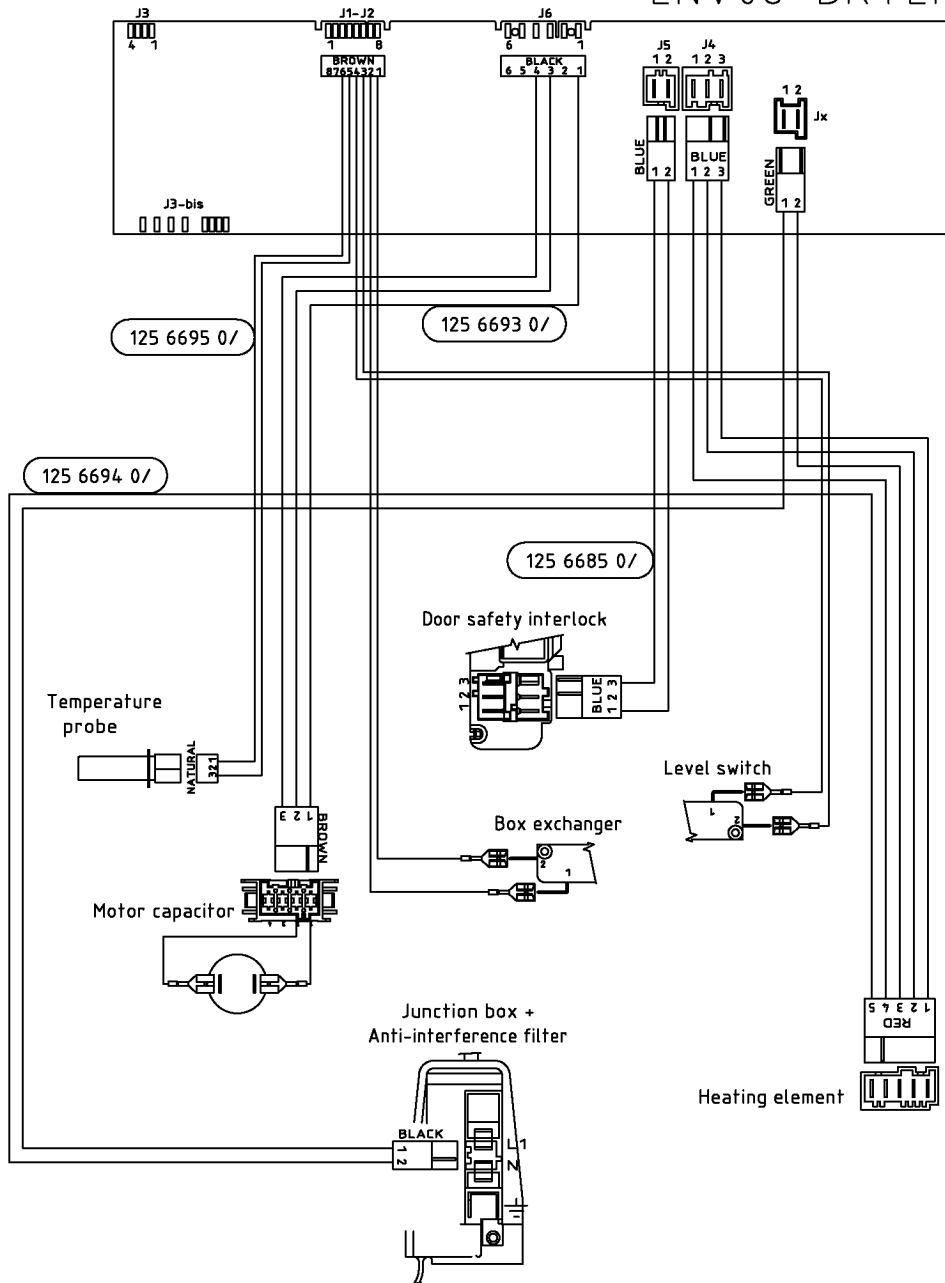 J3
J1-J2
J6
4 1
1 8
6 1
BROWN
87654321
BLACK
6 5 4 3 2 1
J5
J4
1 2
1 2 3
1 2
Jx
BLUE
1 2
BLUE
1 2 3
GREEN
1 2
J3-bis
125 6695 0/
125 6693 0/
125 6694 0/
125 6685 0/
Door safety interlock
1 2 3
BLUE
1 2 3
Temperature
probe
NATURAL
321
Level switch
1
2
3 2 1
BROWN
Box exchanger
2
1
Motor capacitor
4 3 2 1
Junction box +
Anti-interference filter
5 4 3 2 1
RED
Heating element
BLACK
1
2
L1
N